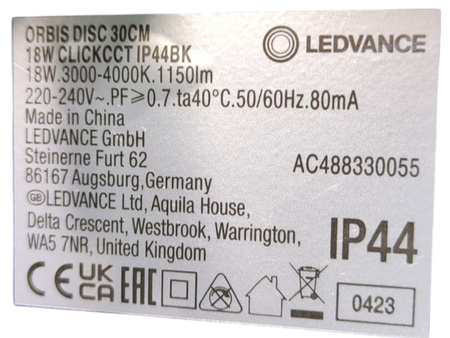 ORBIS DISC 30CM
18W CLICKCCT IP44BK
LEDVANCE
18W.3000-4000K.1150lm
220-240V~.PF≥0.7.ta40°C.50/60Hz.80mA
Made in China
LEDVANCE GmbH
Steinerne Furt 62
AC488330055
86167 Augsburg, Germany
GB LEDVANCE Ltd, Aquila House,
Delta Crescent, Westbrook, Warrington,
WA5 7NR, United Kingdom
IP44
CE UK CA EAC
0423